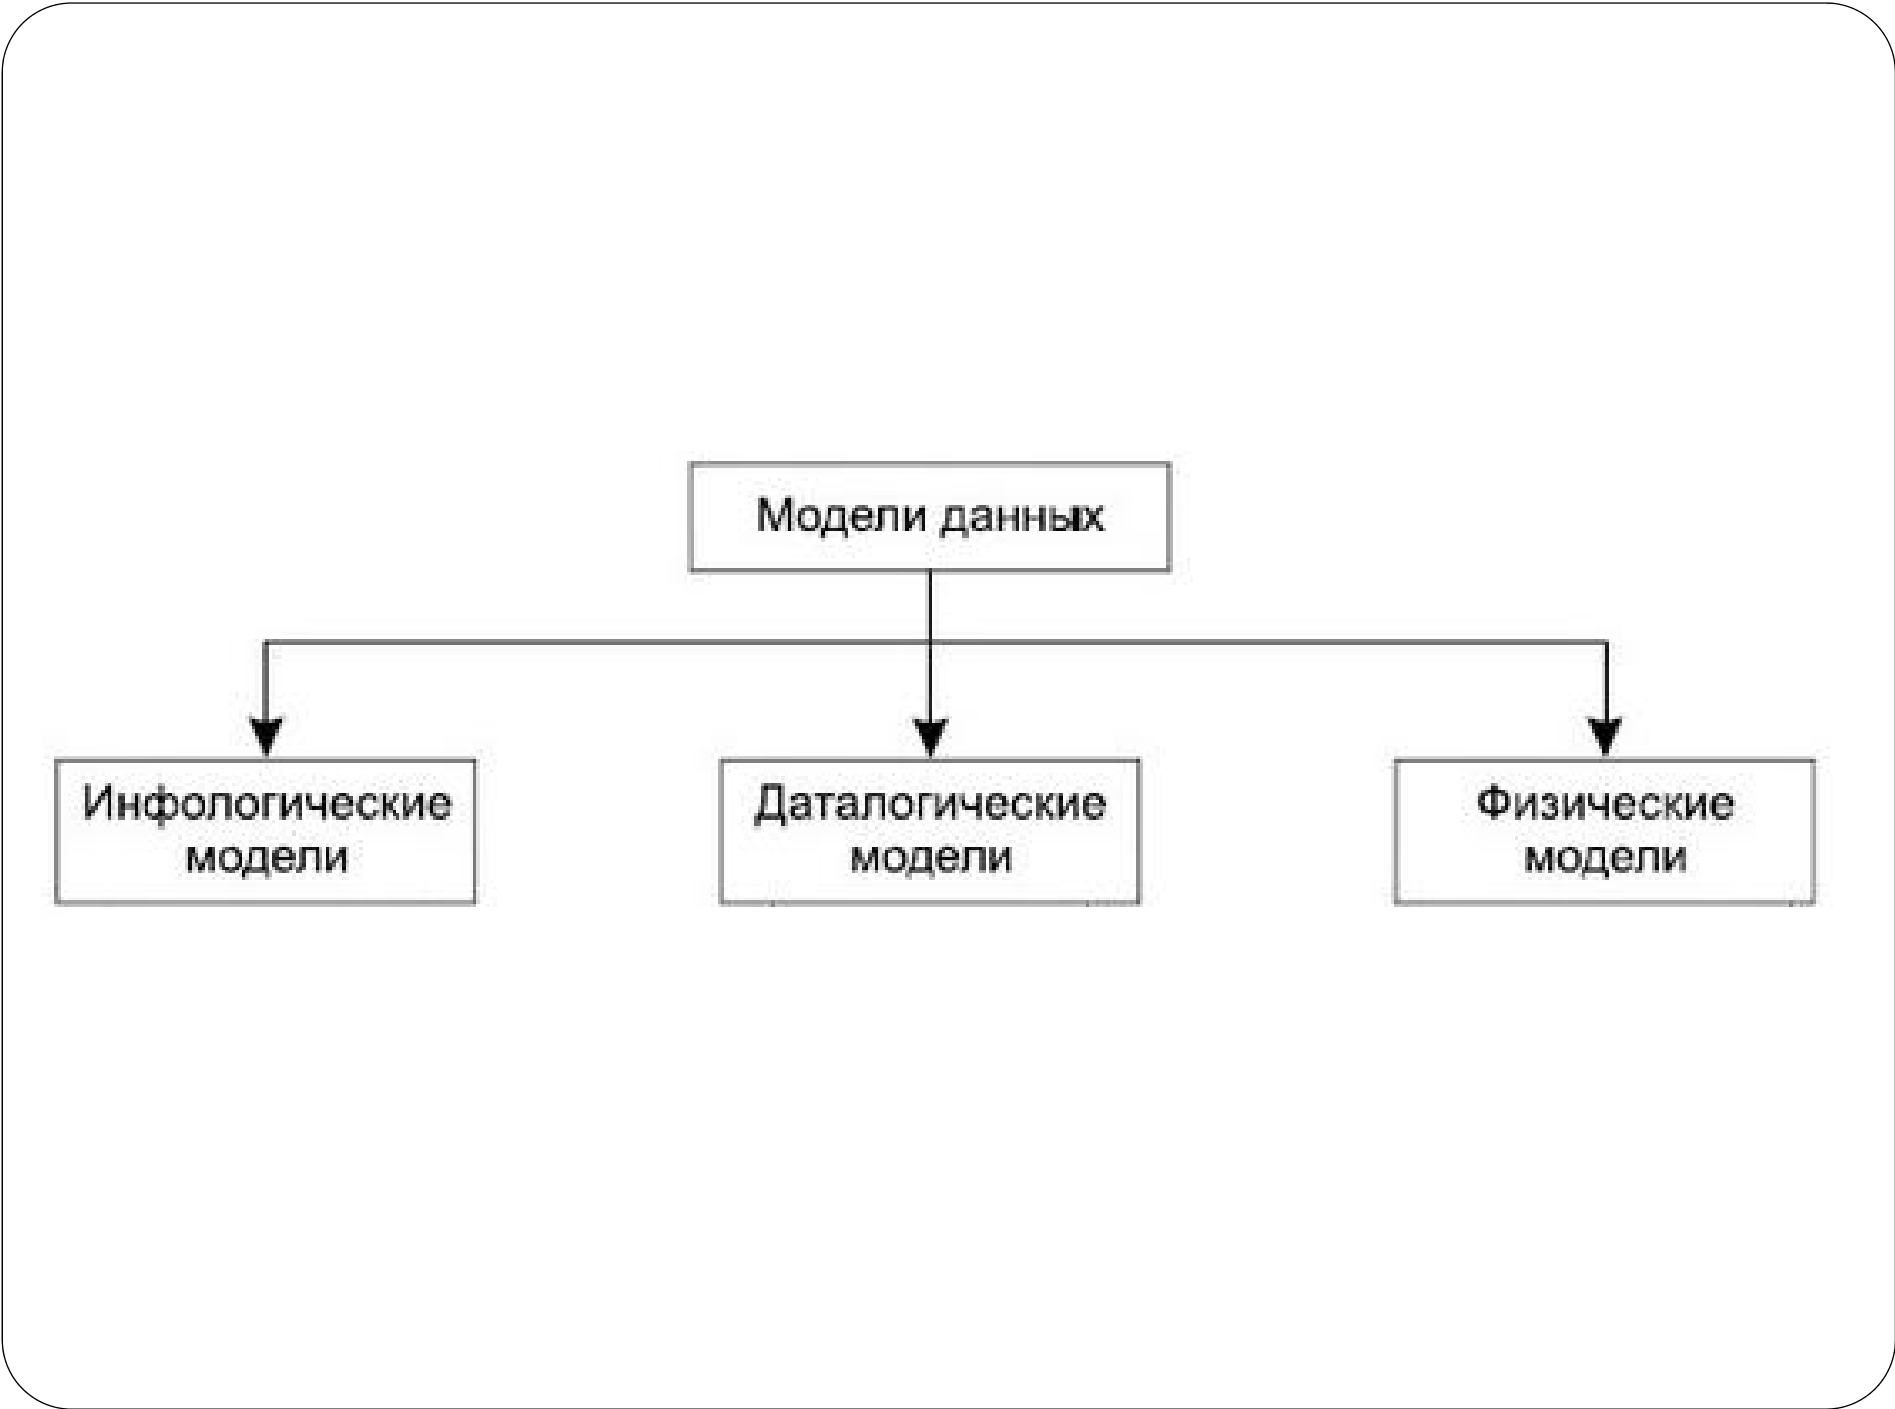 Модели данных
Инфологические
модели
Даталогические
модели
Физические
модели